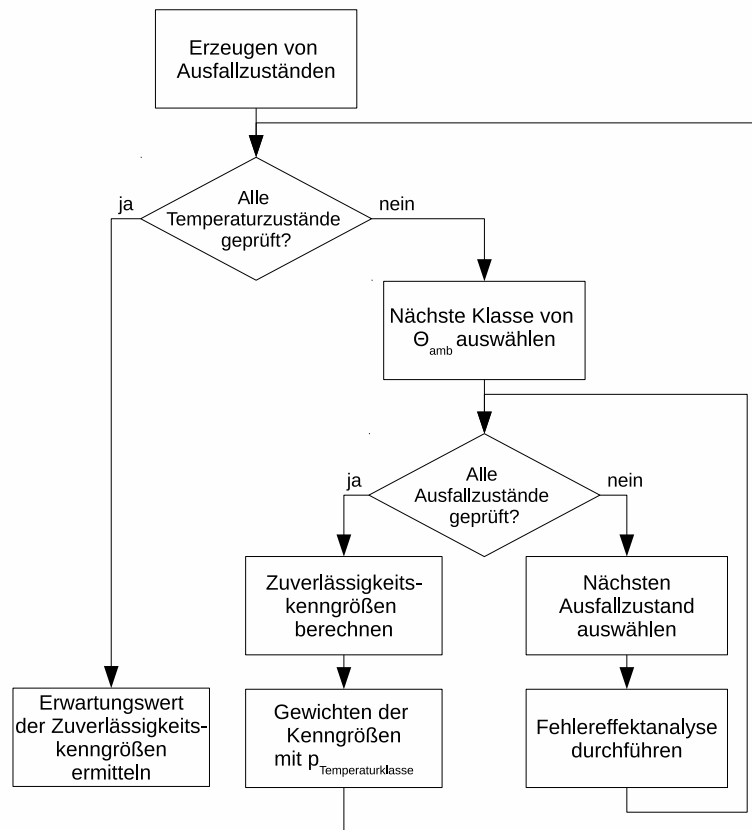 Erzeugen von
Ausfallzuständen
Alle
Temperaturzustände
geprüft?
ja
nein
Nächste Klasse von
Θamb auswählen
Alle
Ausfallzustände
geprüft?
ja
nein
Zuverlässigkeits-
kenngrößen
berechnen
Nächsten
Ausfallzustand
auswählen
Erwartungswert
der Zuverlässigkeits-
kenngrößen
ermitteln
Gewichten der
Kenngrößen
mit pTemperaturklasse
Fehlereffektanalyse
durchführen